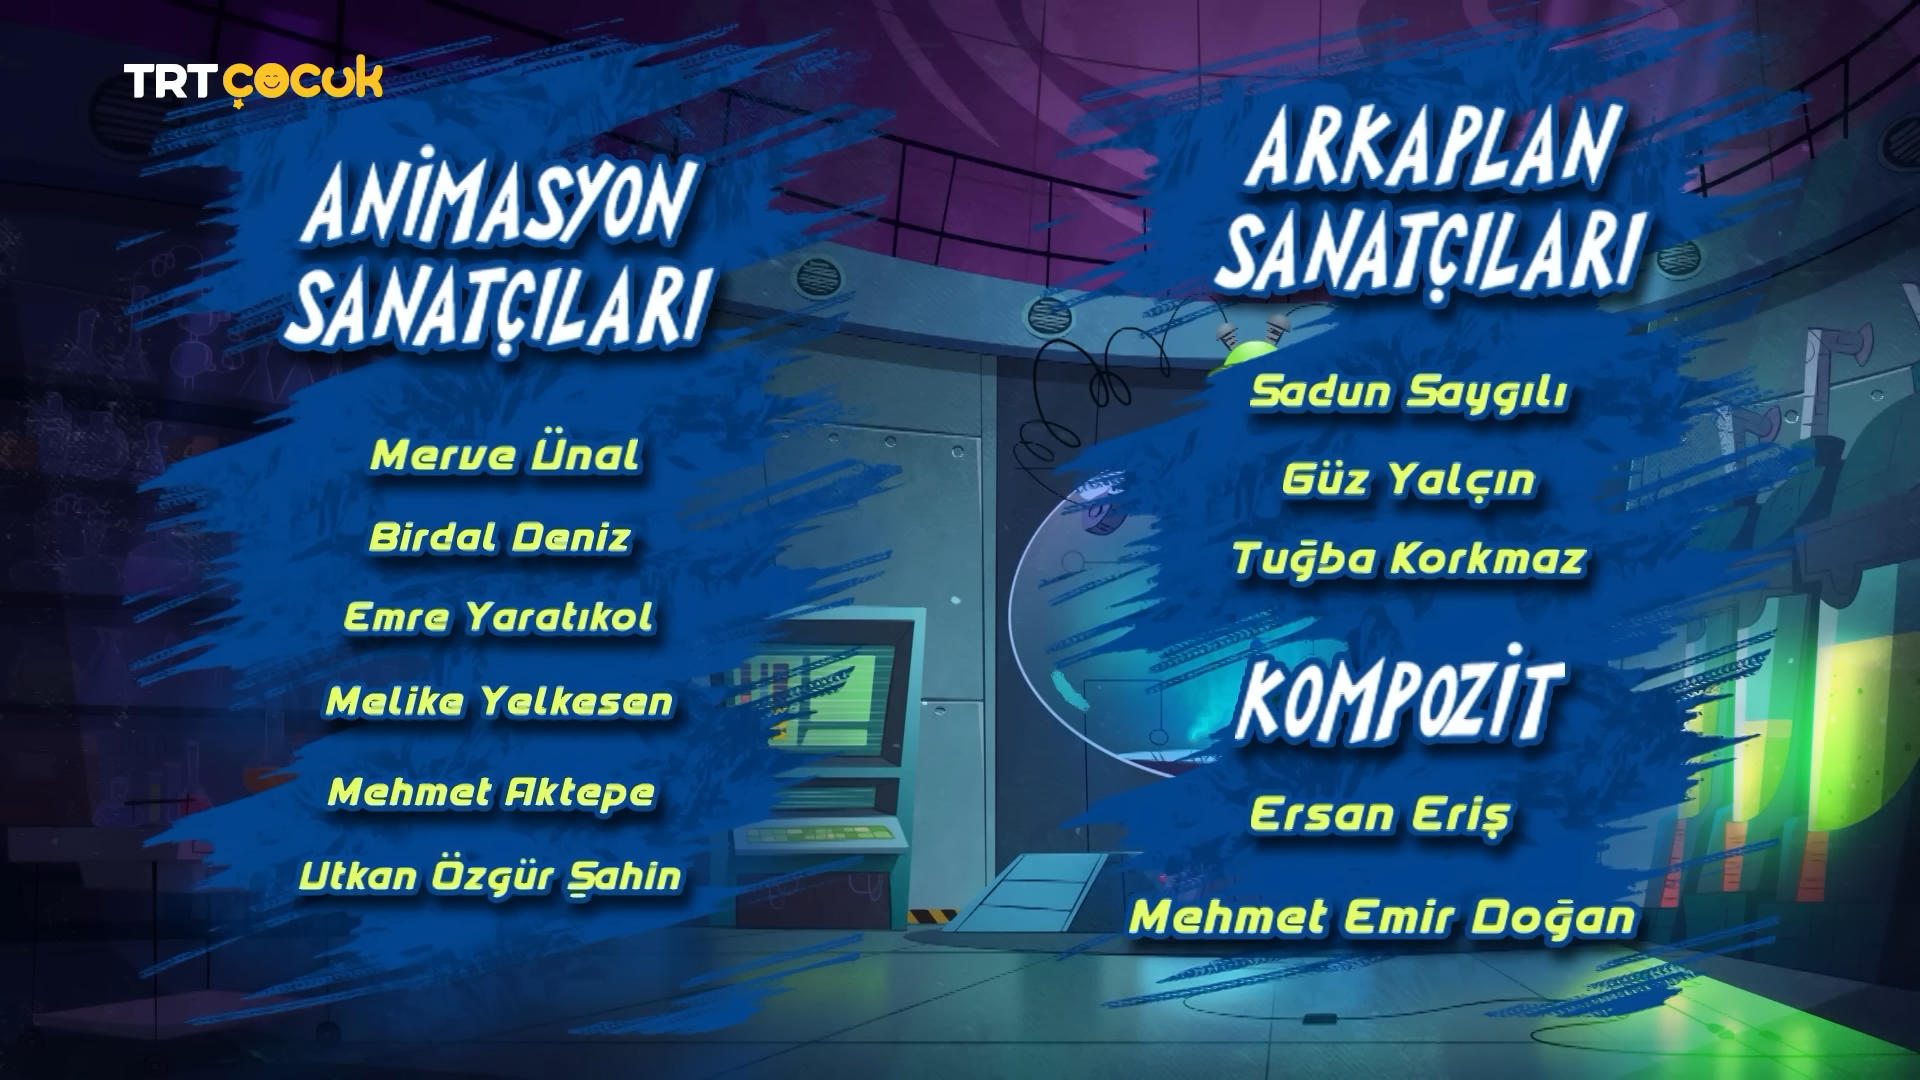 TRT çocuk
ANİMASYON
SANATÇILARI
Merve Ünal
Birdal Deniz
Emre Yaratıkol
Melike Yelkesen
Mehmet Aktepe
Utkan Özgür Şahin
ARKAPLAN
SANATÇILARI
Sadun Saygılı
Güz Yalçın
Tuğba Korkmaz
KOMPOZİT
Ersan Eriş
Mehmet Emir Doğan